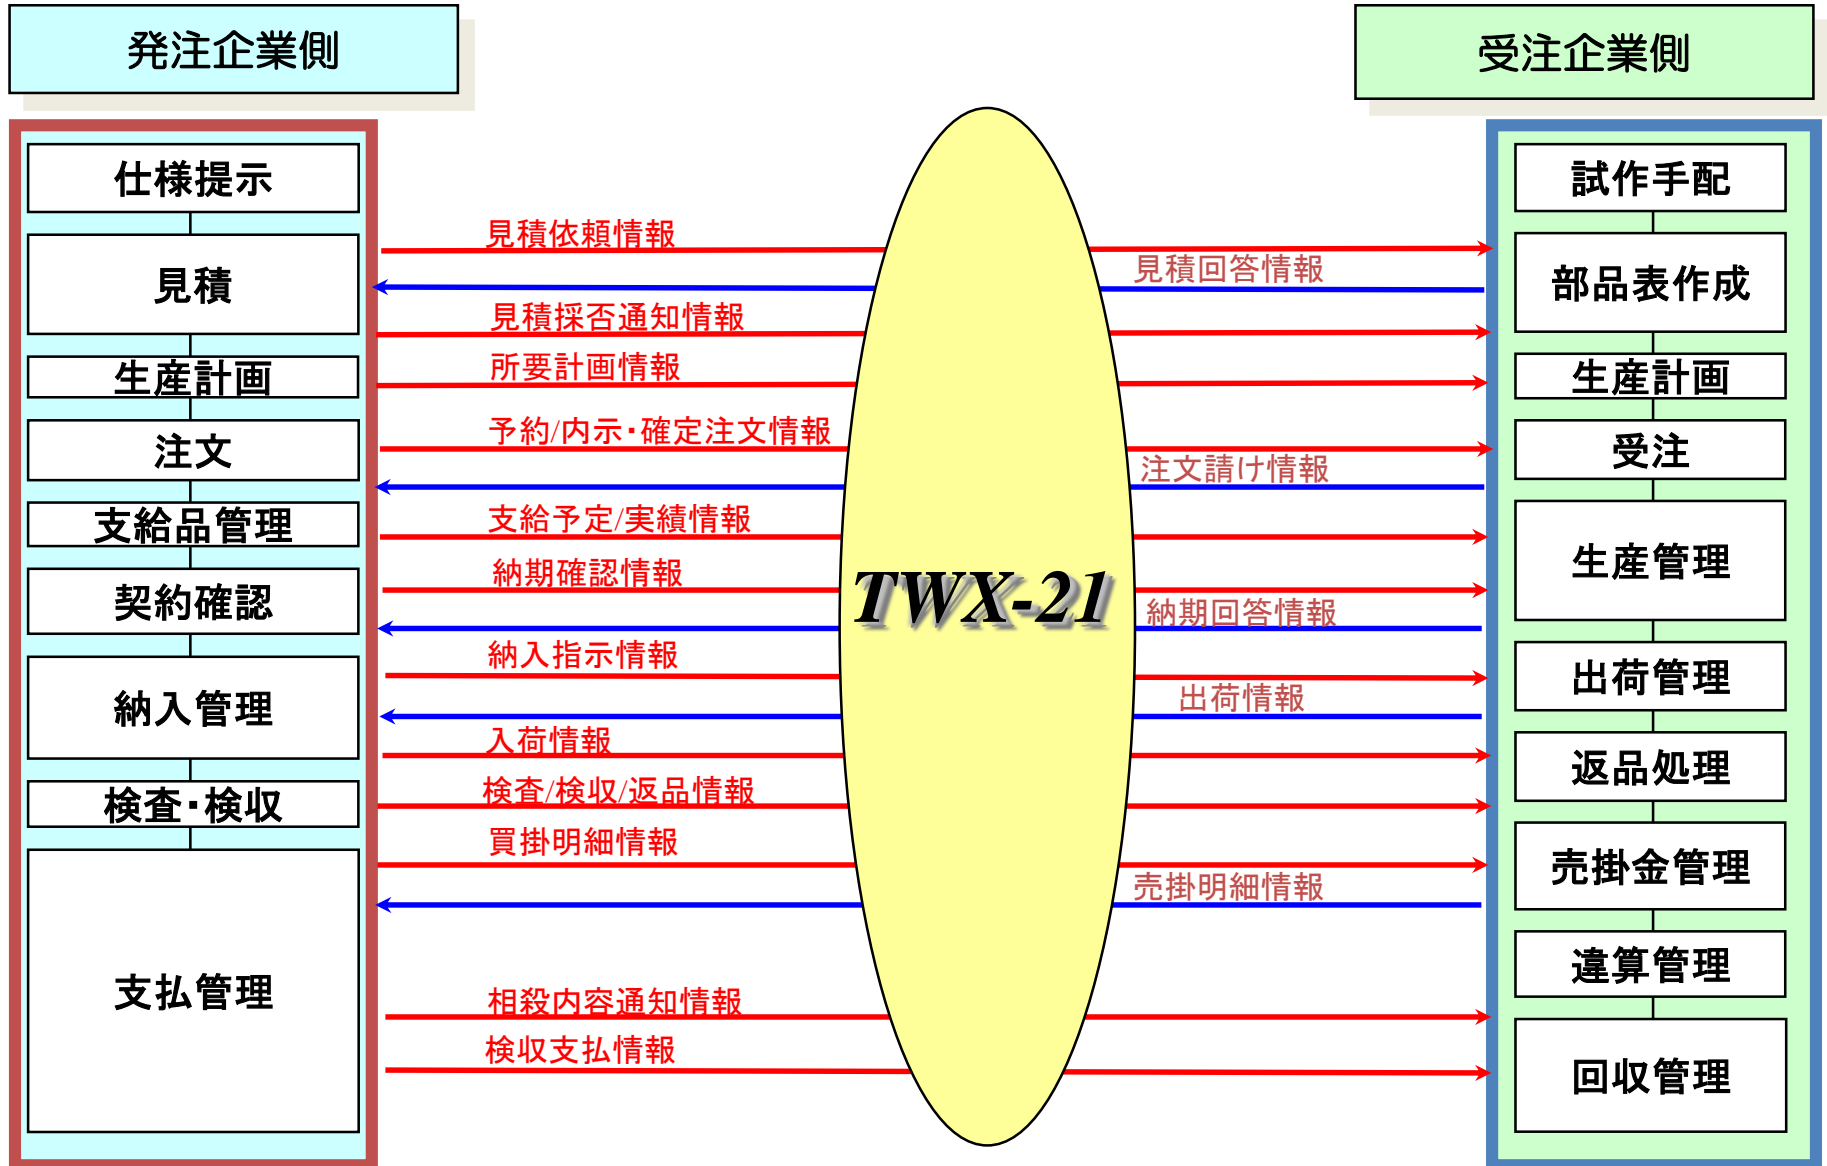 発注企業側
受注企業側
仕様提示
見積
生産計画
注文
支給品管理
契約確認
納入管理
検査・検収
支払管理
見積依頼情報
見積回答情報
見積採否通知情報
所要計画情報
予約/内示・確定注文情報
注文請け情報
支給予定/実績情報
納期確認情報
納期回答情報
納入指示情報
出荷情報
入荷情報
検査/検収/返品情報
買掛明細情報
売掛明細情報
相殺内容通知情報
検収支払情報
TWX-21
試作手配
部品表作成
生産計画
受注
生産管理
出荷管理
返品処理
売掛金管理
違算管理
回収管理